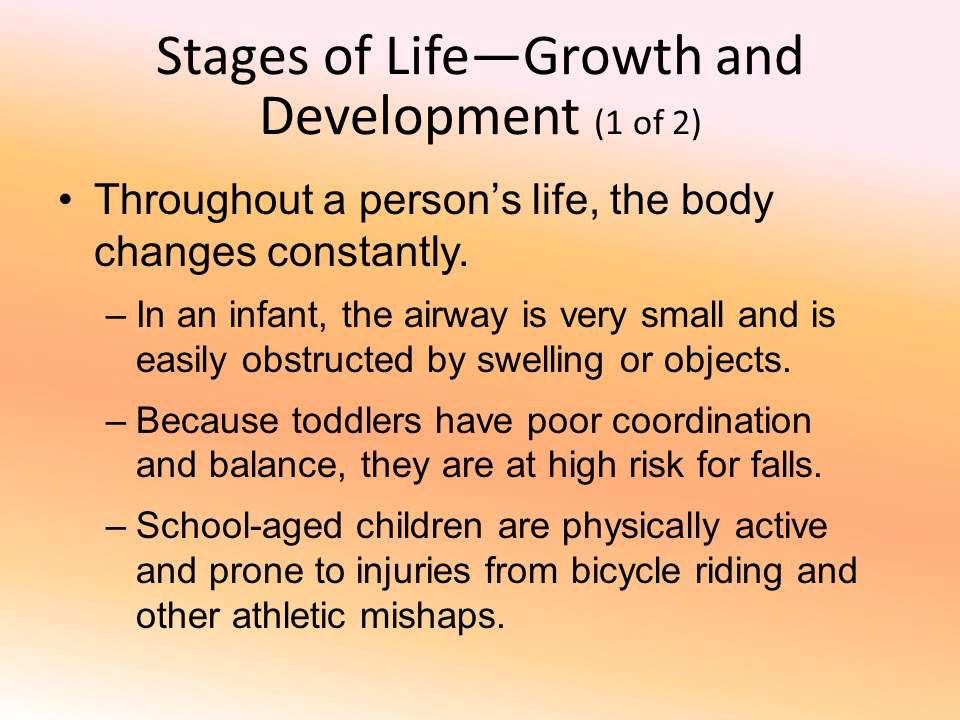 Stages of Life—Growth and
Development (1 of 2)
• Throughout a person’s life, the body
changes constantly.
– In an infant, the airway is very small and is
easily obstructed by swelling or objects.
– Because toddlers have poor coordination
and balance, they are at high risk for falls.
– School-aged children are physically active
and prone to injuries from bicycle riding and
other athletic mishaps.